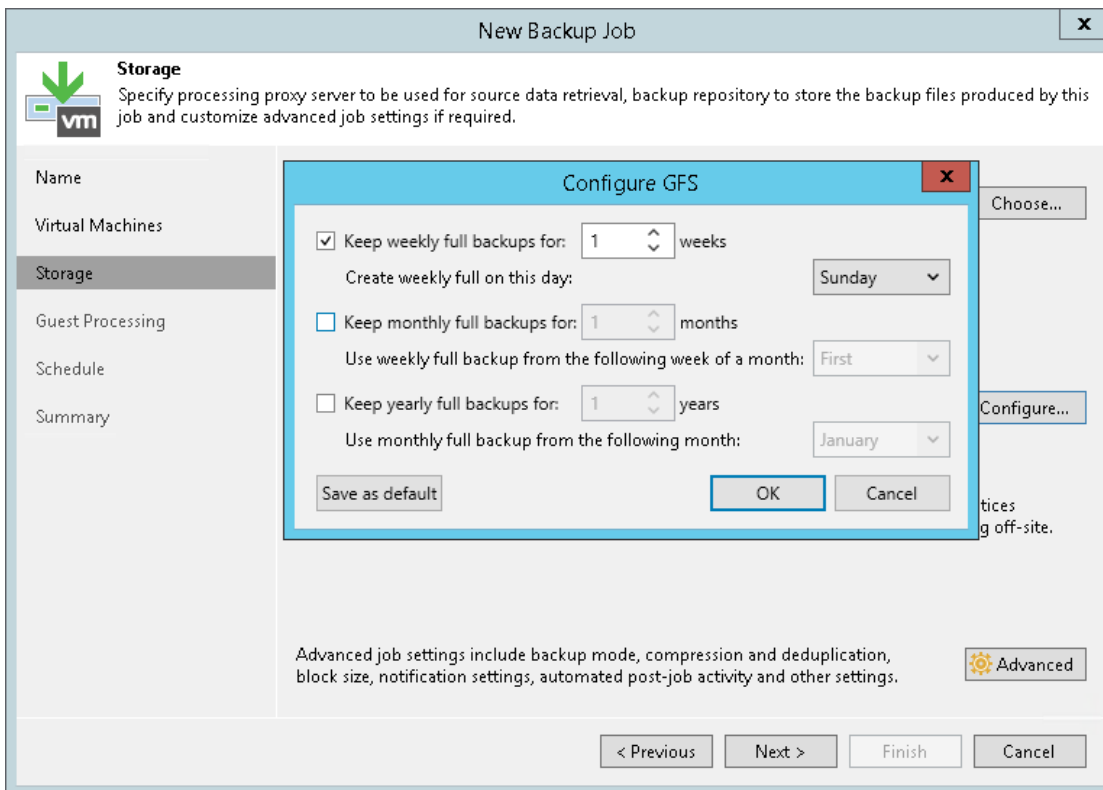 New Backup Job
x
Storage
Specify processing proxy server to be used for source data retrieval, backup repository to store the backup files produced by this
job and customize advanced job settings if required.
vm
Name
Virtual Machines
Storage
Guest Processing
Schedule
Summary
Choose...
Configure GFS
x
Keep weekly full backups for: 1 weeks
Create weekly full on this day: Sunday
Keep monthly full backups for: 1 months
Use weekly full backup from the following week of a month: First
Keep yearly full backups for: 1 years
Use monthly full backup from the following month: January
Save as default OK Cancel
Configure...
tices
g off-site.
Advanced job settings include backup mode, compression and deduplication,
block size, notification settings, automated post-job activity and other settings.
Advanced
< Previous Next > Finish Cancel